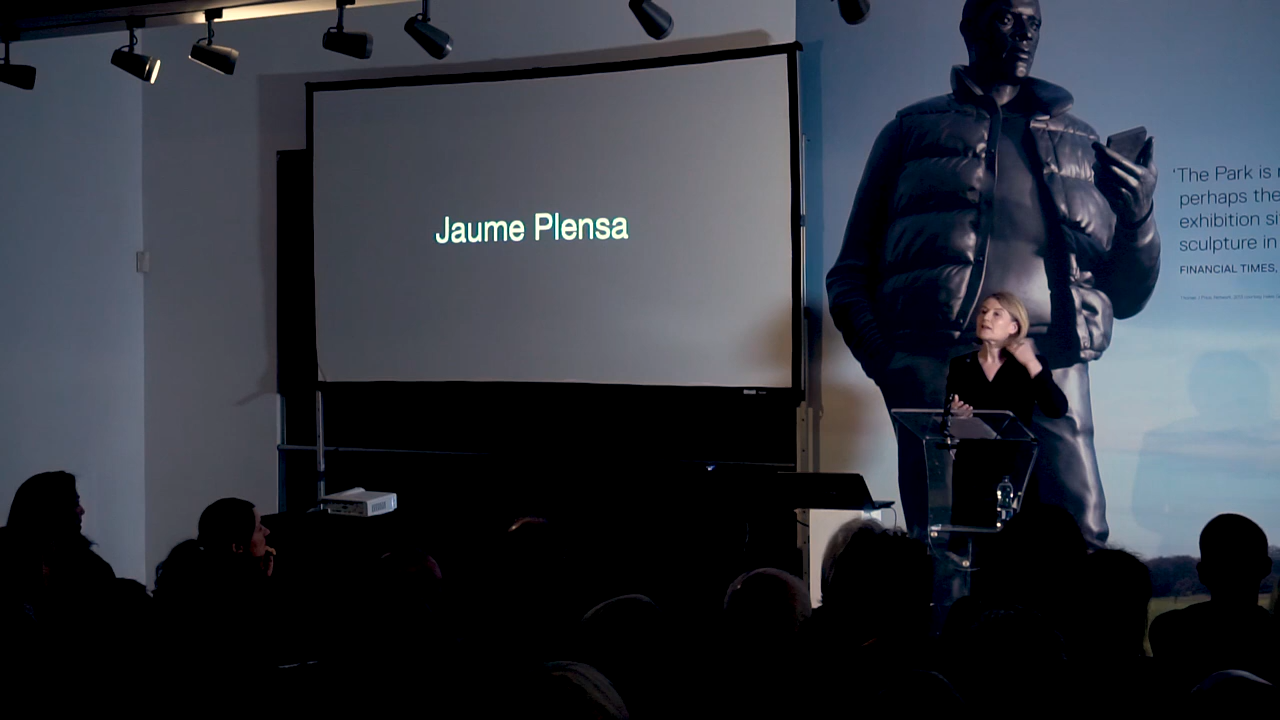 Jaume Plensa
'The Park is
perhaps the
exhibition si
sculpture in
FINANCIAL TIMES,